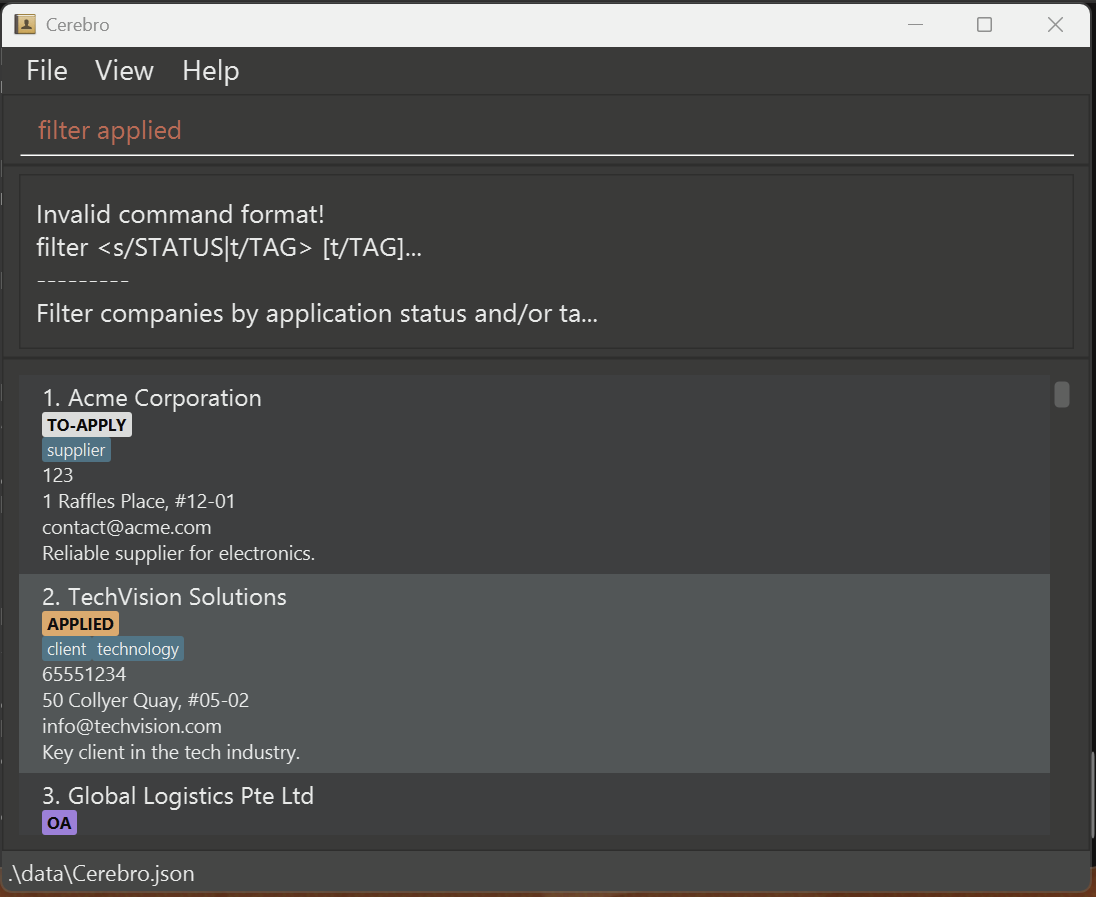 Cerebro
File View Help
filter applied
Invalid command format!
filter <s/STATUS|t/TAG> [t/TAG]...
---------
Filter companies by application status and/or ta...
1. Acme Corporation
TO-APPLY
supplier
123
1 Raffles Place, #12-01
contact@acme.com
Reliable supplier for electronics.
2. TechVision Solutions
APPLIED
client technology
65551234
50 Collyer Quay, #05-02
info@techvision.com
Key client in the tech industry.
3. Global Logistics Pte Ltd
OA
.\data\Cerebro.json